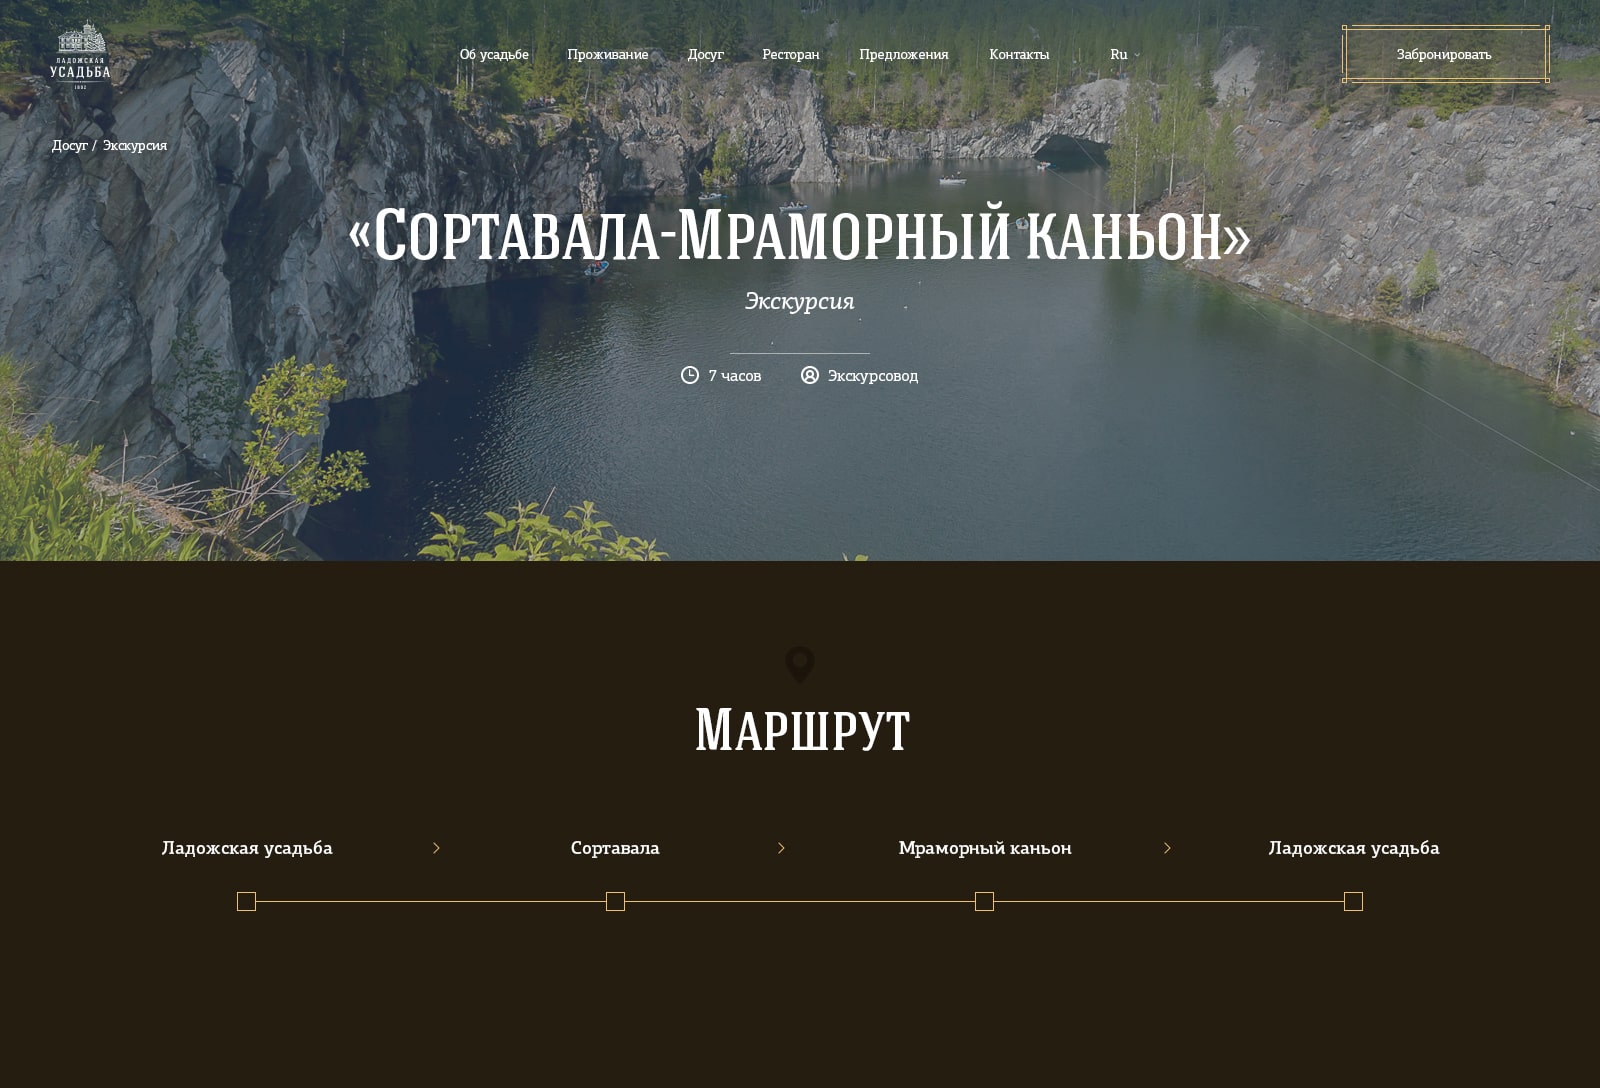 ЛАДОЖСКАЯ
УСАДЬБА
1892
Об усадьбе Проживание Досуг Ресторан Предложения Контакты Ru Забронировать
Досуг / Экскурсия
«Сортавала-Мраморный каньон»
Экскурсия
7 часов Экскурсовод
Маршрут
Ладожская усадьба > Сортавала > Мраморный каньон > Ладожская усадьба